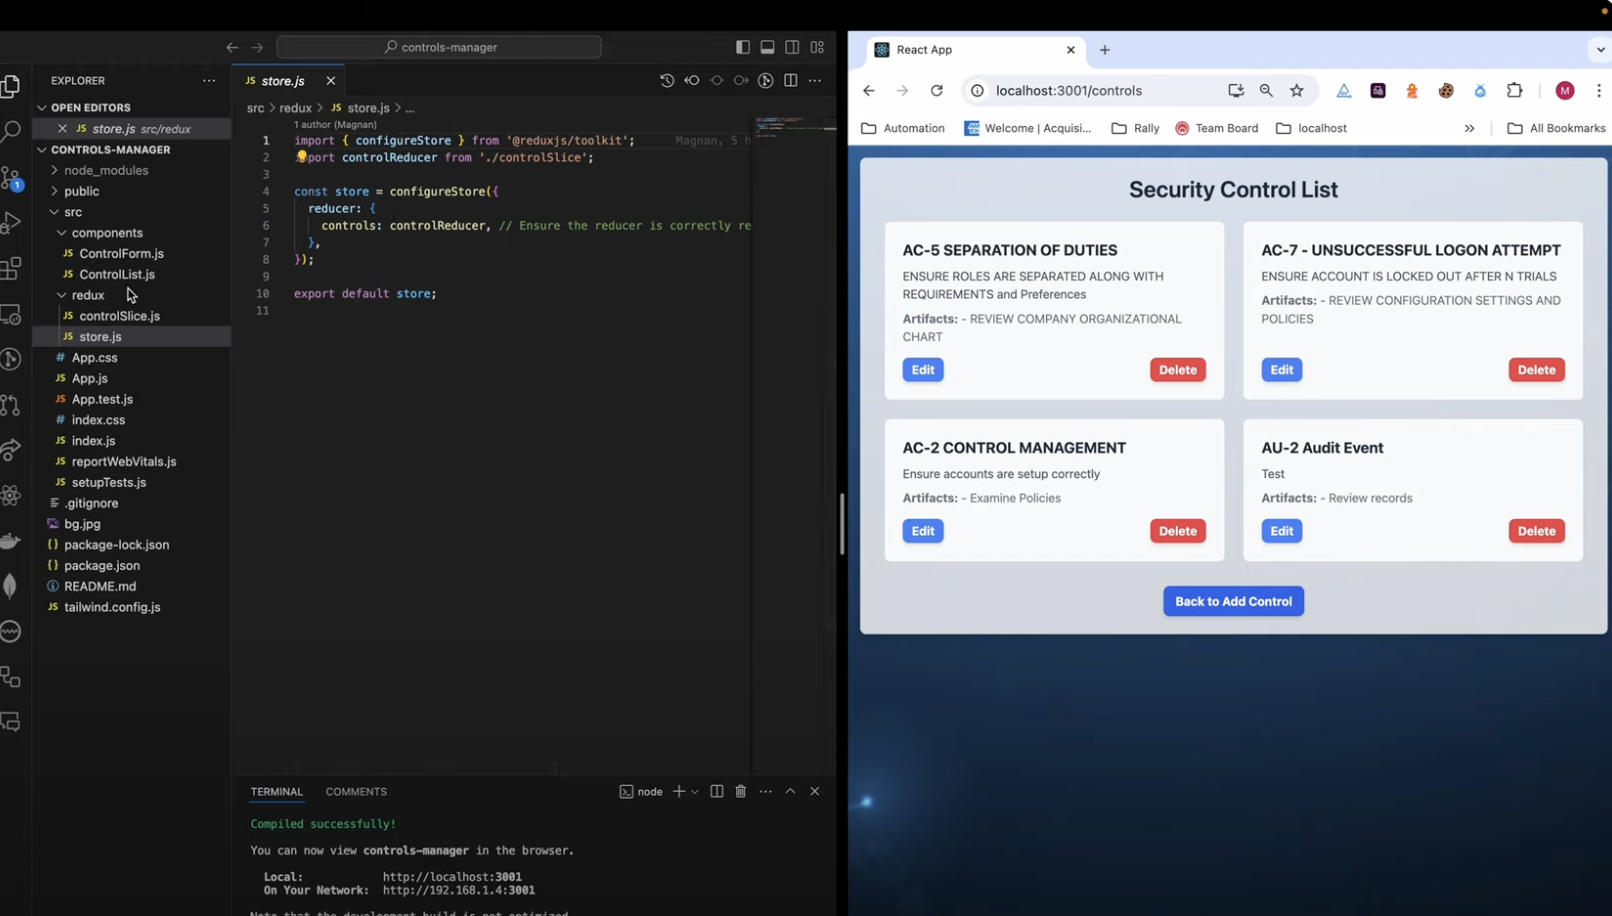 controls-manager
EXPLORER
OPEN EDITORS
JS store.js src/redux
CONTROLS-MANAGER
node_modules
public
src
components
JS ControlForm.js
JS ControlList.js
redux
JS controlSlice.js
JS store.js
# App.css
JS App.js
JS App.test.js
# index.css
JS index.js
JS reportWebVitals.js
JS setupTests.js
.gitignore
bg.jpg
{} package-lock.json
{} package.json
README.md
JS tailwind.config.js
1
JS store.js
src > redux > JS store.js > ...
1 author (Magnan)
1 import { configureStore } from '@reduxjs/toolkit'; Magnan, 5 h
2 import controlReducer from './controlSlice';
3
4 const store = configureStore({
5 reducer: {
6 controls: controlReducer, // Ensure the reducer is correctly re
7 },
8 });
9
10 export default store;
11
TERMINAL
COMMENTS
node
Compiled successfully!
You can now view controls-manager in the browser.
Local: http://localhost:3001
On Your Network: http://192.168.1.4:3001
Note that the development build is not optimized
React App
localhost:3001/controls
M
Automation
Welcome | Acquisi...
Rally
Team Board
localhost
»
All Bookmarks
Security Control List
AC-5 SEPARATION OF DUTIES
ENSURE ROLES ARE SEPARATED ALONG WITH
REQUIREMENTS and Preferences
Artifacts: - REVIEW COMPANY ORGANIZATIONAL
CHART
Edit
Delete
AC-7 - UNSUCCESSFUL LOGON ATTEMPT
ENSURE ACCOUNT IS LOCKED OUT AFTER N TRIALS
Artifacts: - REVIEW CONFIGURATION SETTINGS AND
POLICIES
Edit
Delete
AC-2 CONTROL MANAGEMENT
Ensure accounts are setup correctly
Artifacts: - Examine Policies
Edit
Delete
AU-2 Audit Event
Test
Artifacts: - Review records
Edit
Delete
Back to Add Control